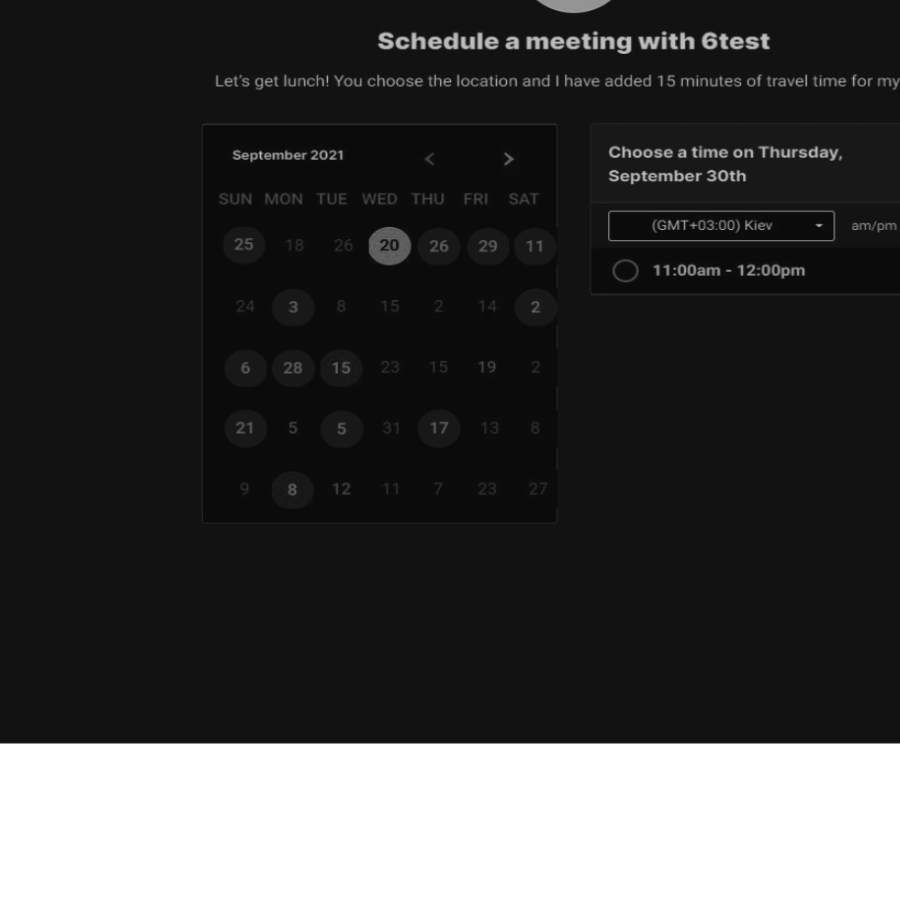 Schedule a meeting with 6test
Let's get lunch! You choose the location and I have added 15 minutes of travel time for my
September 2021 < >
SUN MON TUE WED THU FRI SAT
25 18 26 20 26 29 11
24 3 8 15 2 14 2
6 28 15 23 15 19 2
21 5 5 31 17 13 8
9 8 12 11 7 23 27
Choose a time on Thursday,
September 30th
(GMT+03:00) Kiev am/pm
11:00am - 12:00pm